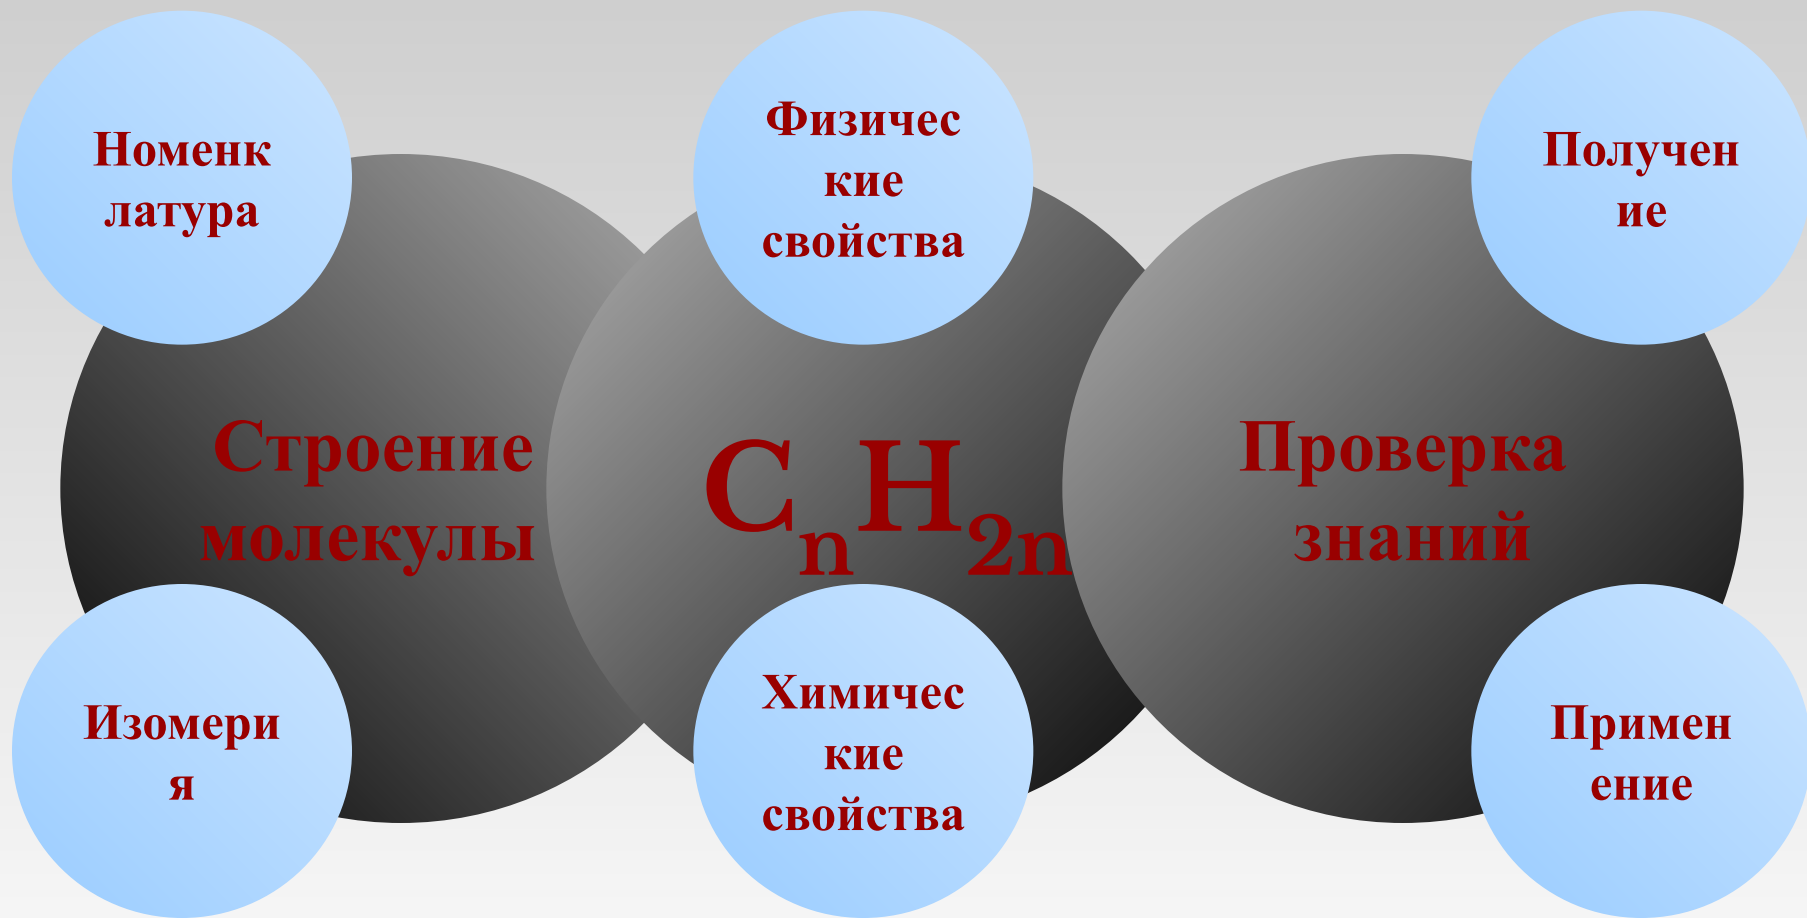 Номенк
латура
Физичес
кие
свойства
Получен
ие
Строение
молекулы
CₙH₂ₙ
Проверка
знаний
Изомери
я
Химичес
кие
свойства
Примен
ение